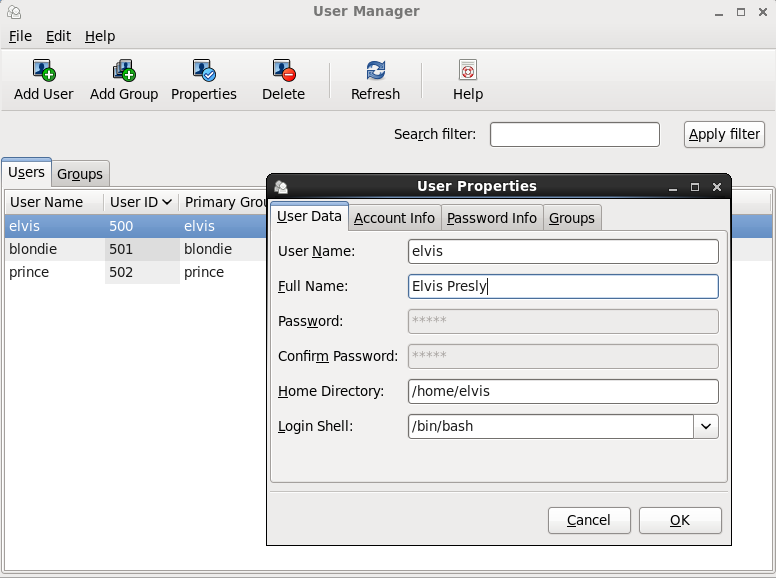 User Manager
File Edit Help
Add User Add Group Properties Delete Refresh Help
Search filter: Apply filter
Users Groups
User Name User ID Primary Grou
elvis 500 elvis
blondie 501 blondie
prince 502 prince
User Properties
User Data Account Info Password Info Groups
User Name: elvis
Full Name: Elvis Presly
Password: *****
Confirm Password: *****
Home Directory: /home/elvis
Login Shell: /bin/bash
Cancel OK